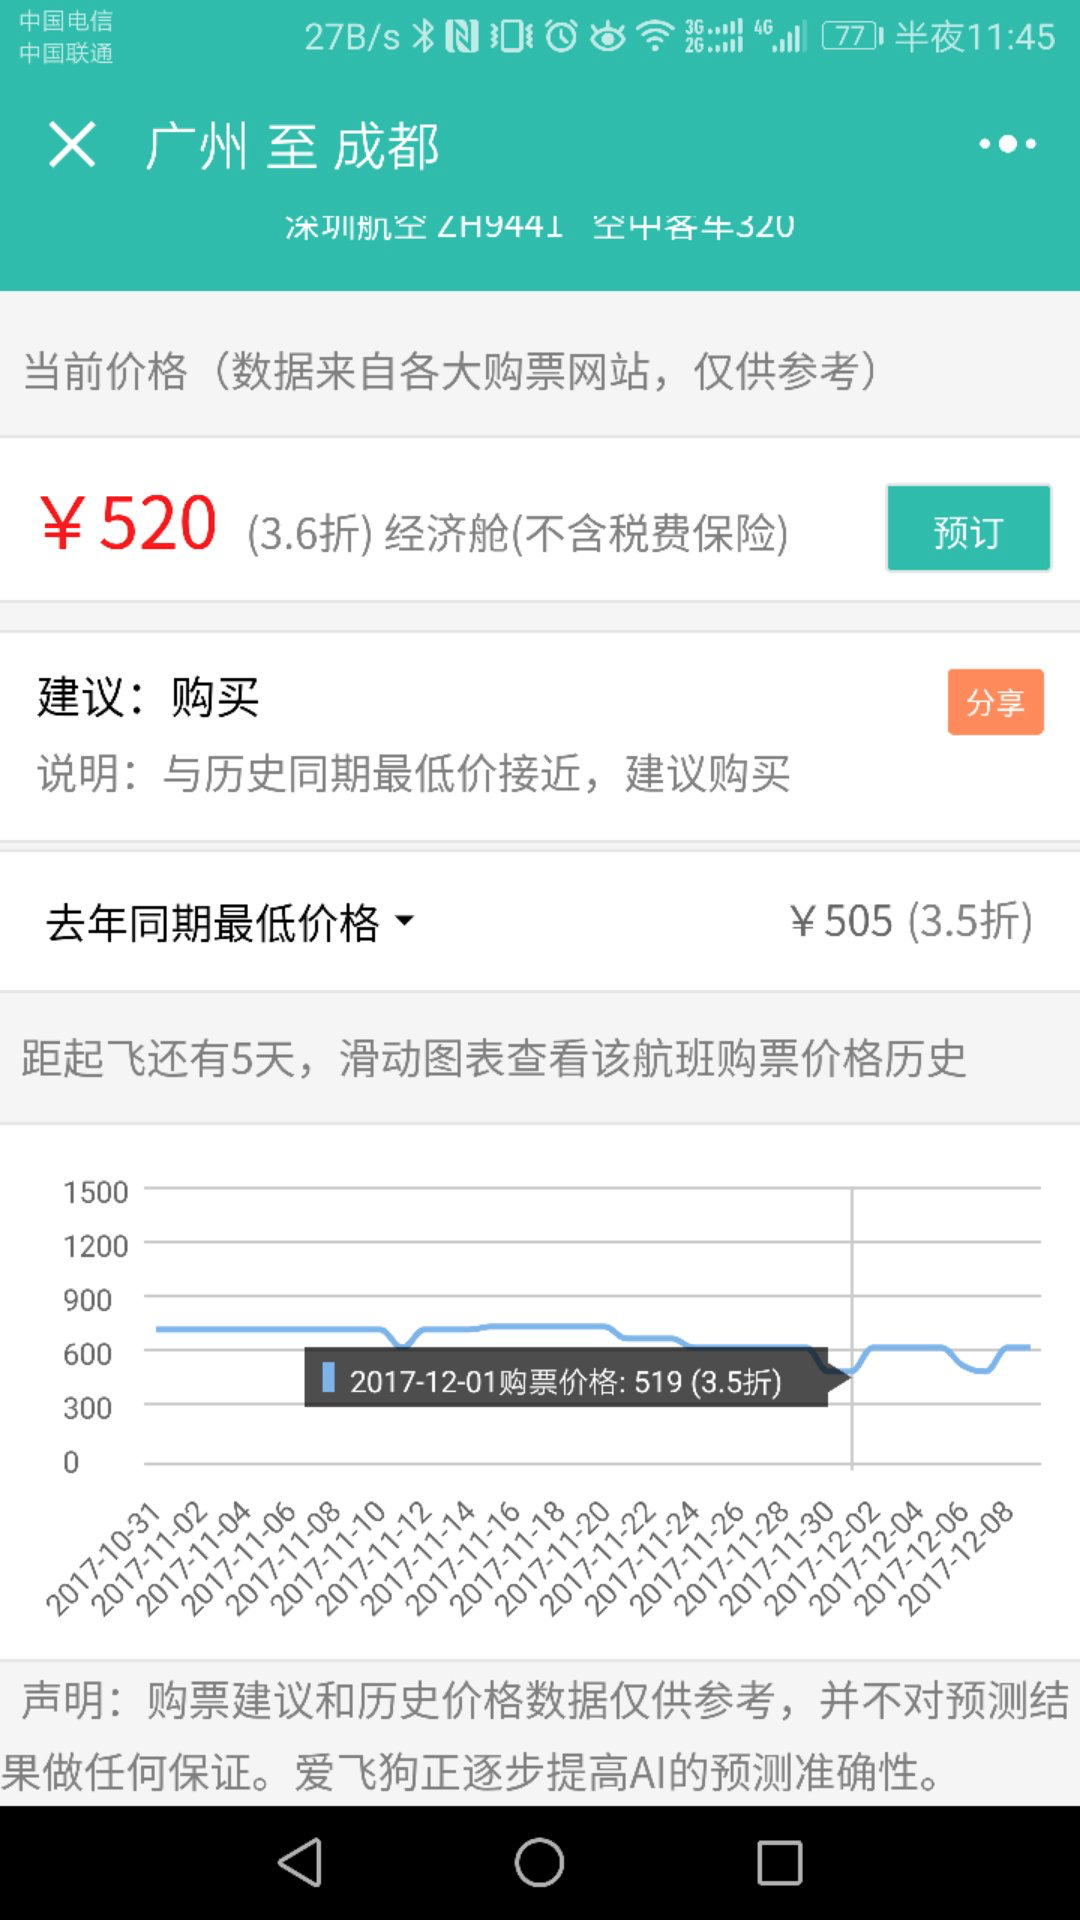 中国电信
中国联通
27B/s 3G 2G 4G 77 半夜11:45
广州 至 成都
深圳航空 ZH9441 空中客车320
当前价格（数据来自各大购票网站，仅供参考）
￥520 (3.6折) 经济舱(不含税费保险) 预订
建议：购买 分享
说明：与历史同期最低价接近，建议购买
去年同期最低价格 ￥505 (3.5折)
距起飞还有5天，滑动图表查看该航班购票价格历史
1500
1200
900
600
2017-12-01购票价格: 519 (3.5折)
300
0
2017-10-31
2017-11-02
2017-11-04
2017-11-06
2017-11-08
2017-11-10
2017-11-12
2017-11-14
2017-11-16
2017-11-18
2017-11-20
2017-11-22
2017-11-24
2017-11-26
2017-11-28
2017-11-30
2017-12-02
2017-12-04
2017-12-06
2017-12-08
声明：购票建议和历史价格数据仅供参考，并不对预测结
果做任何保证。爱飞狗正逐步提高AI的预测准确性。